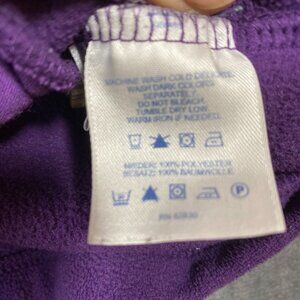 MACHINE WASH COLD DELICATE.
WASH DARK COLORS
SEPARATELY.
DO NOT BLEACH.
TUMBLE DRY LOW.
WARM IRON IF NEEDED.
100% POLYESTER
100% BAUMWOLLE
P
RN